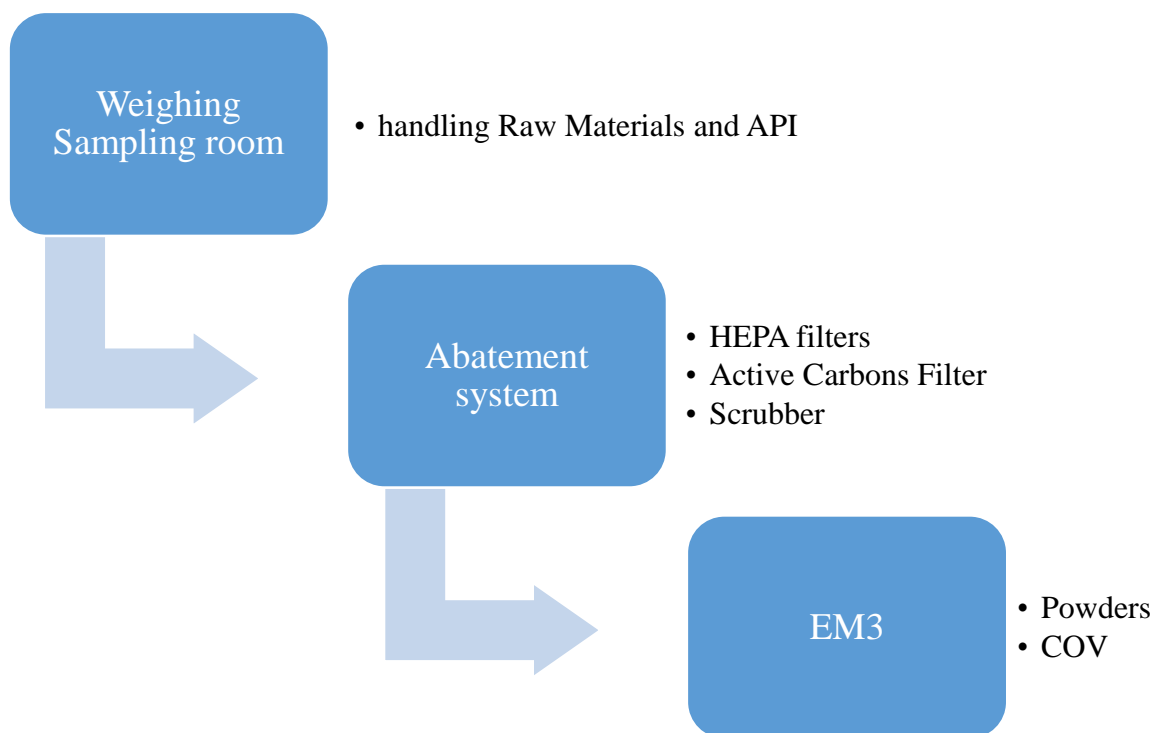 Weighing
Sampling room
• handling Raw Materials and API
Abatement
system
• HEPA filters
• Active Carbons Filter
• Scrubber
EM3
• Powders
• COV